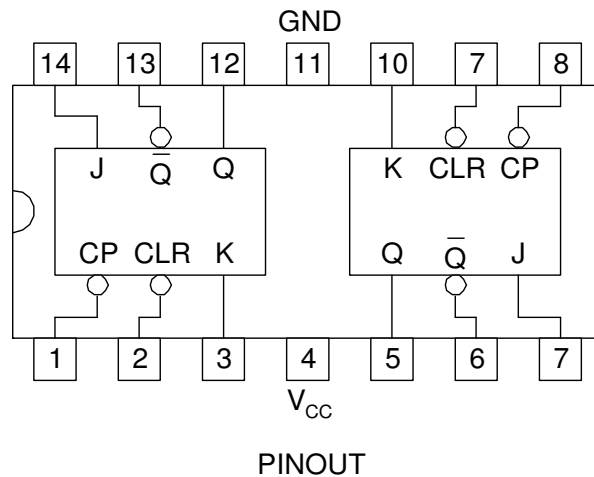 GND
14 13 12 11 10 7 8
J Q̅ Q K CLR CP
CP CLR K Q Q̅ J
1 2 3 4 5 6 7
V_CC
PINOUT